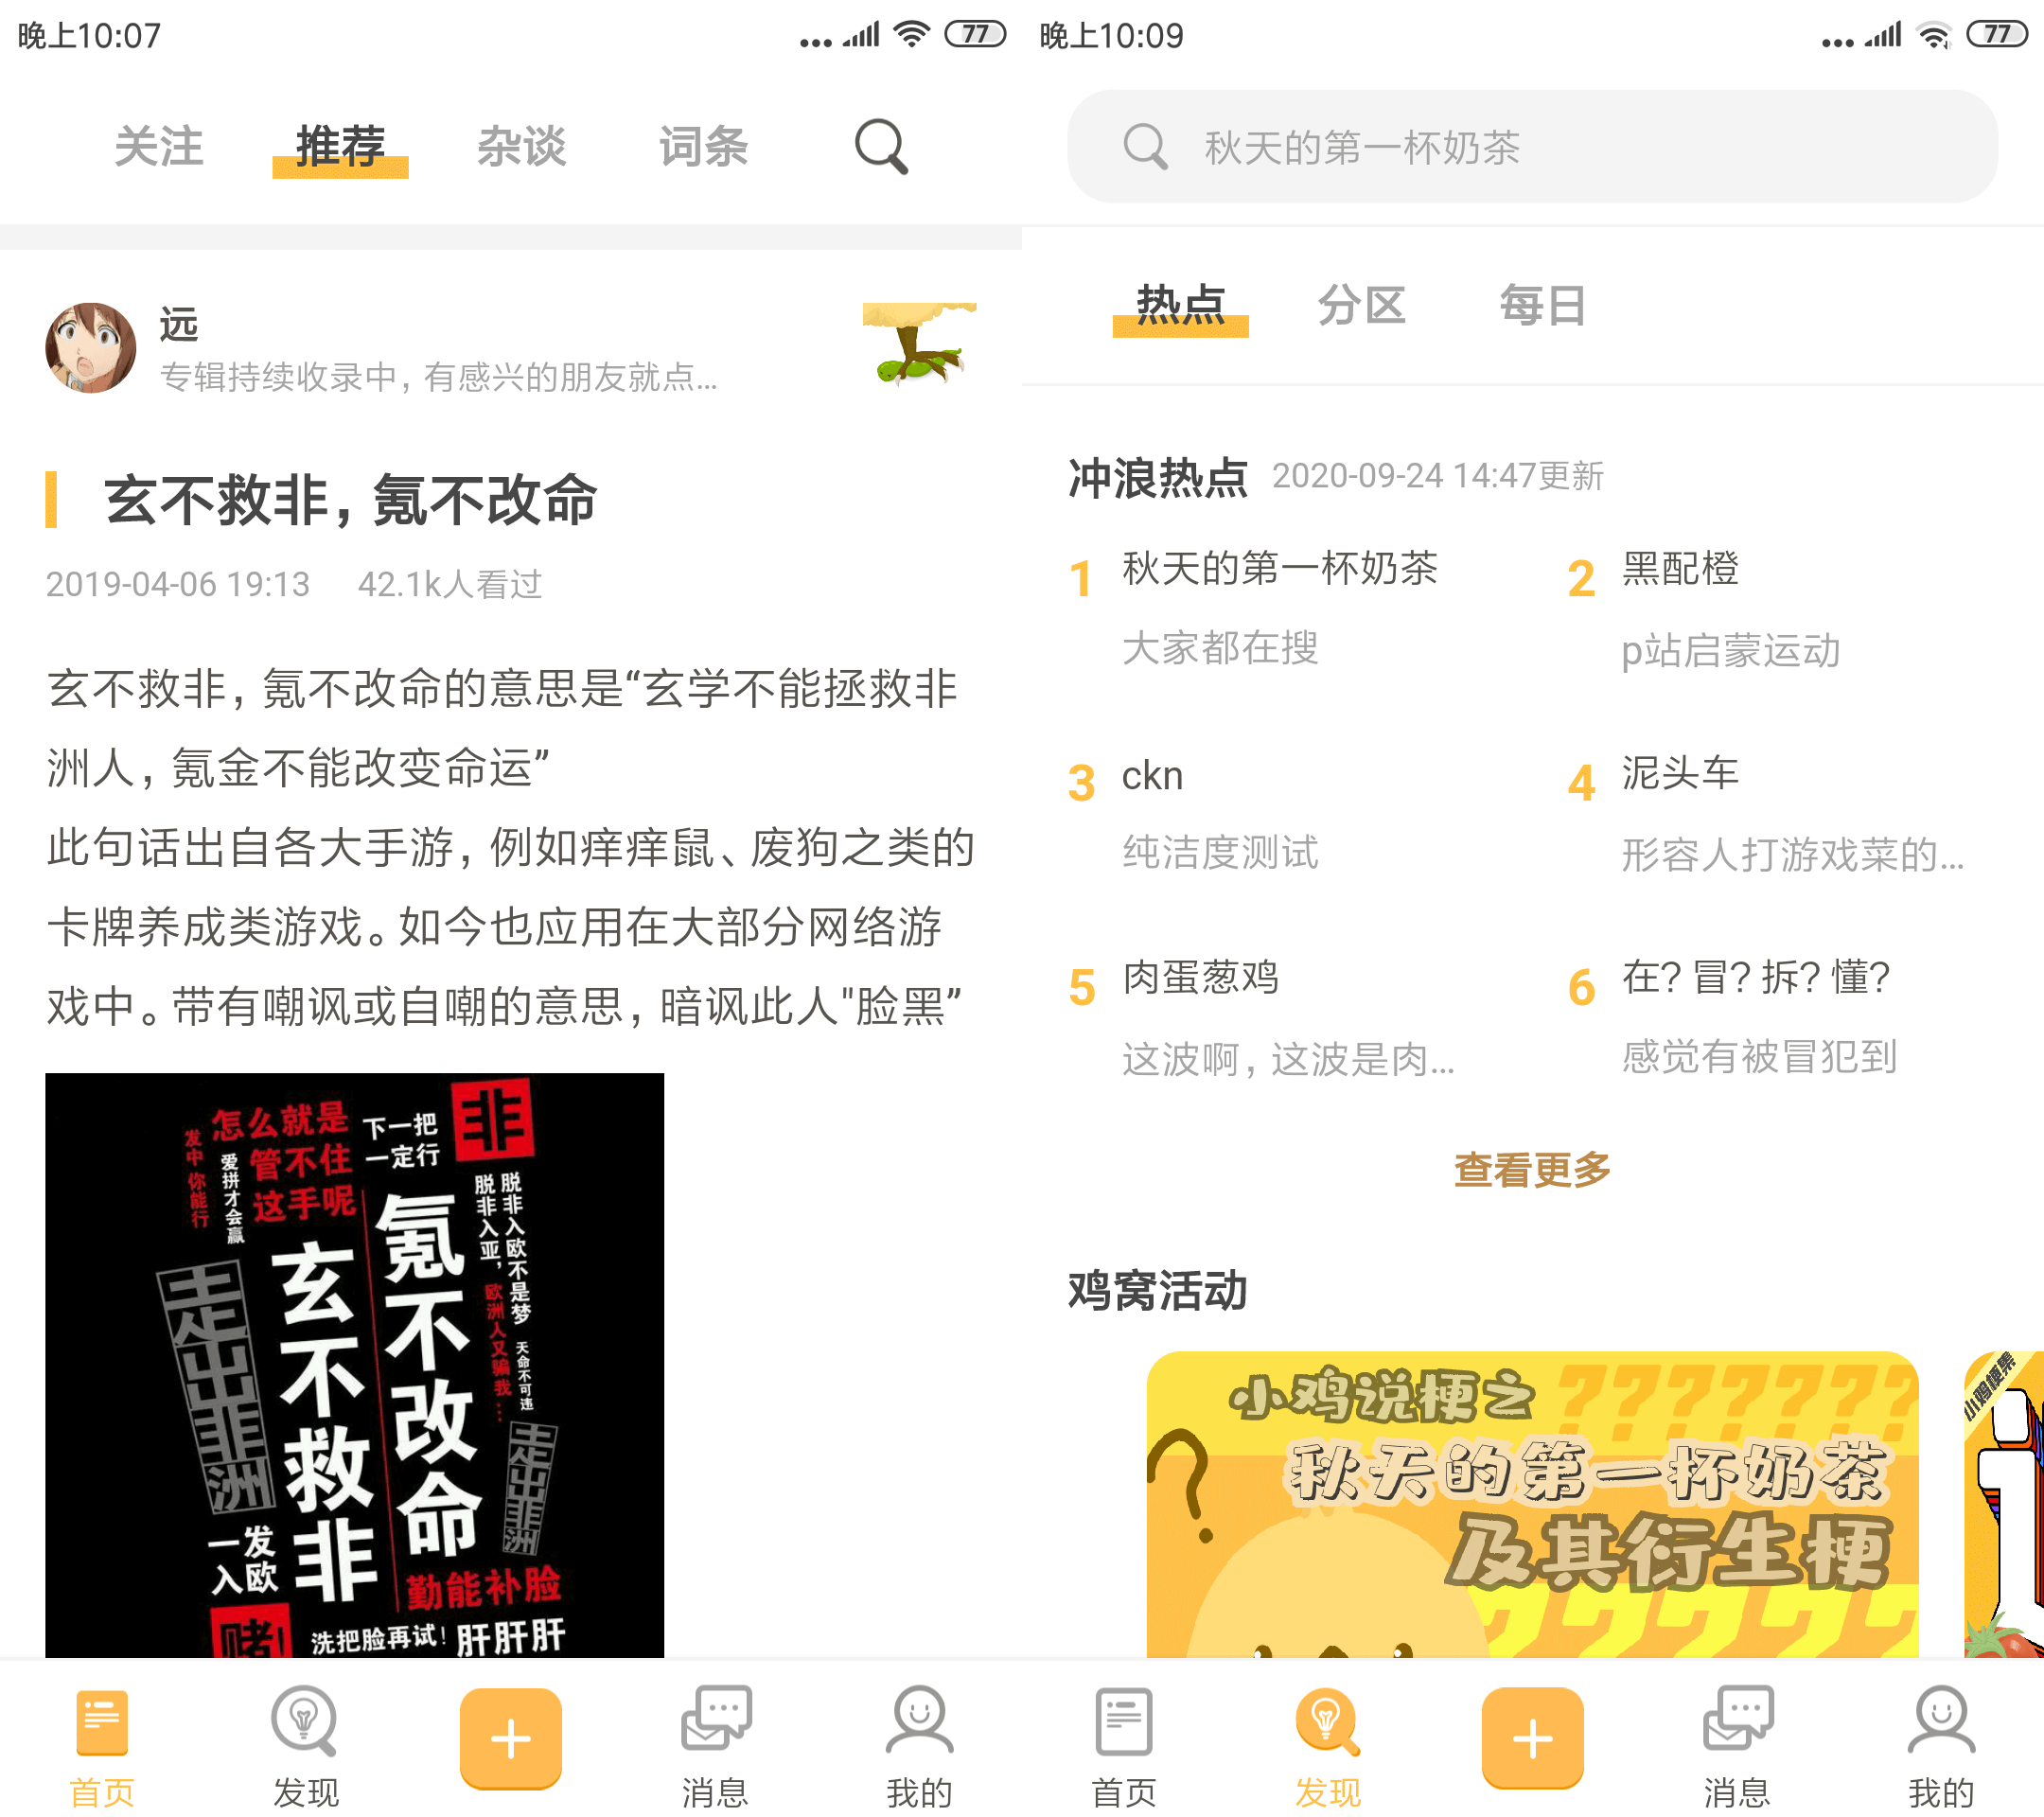 晚上10:07
77
关注
推荐
杂谈
词条
远
专辑持续收录中，有感兴的朋友就点...
玄不救非，氪不改命
2019-04-06 19:13
42.1k人看过
玄不救非，氪不改命的意思是“玄学不能拯救非
洲人，氪金不能改变命运”
此句话出自各大手游，例如痒痒鼠、废狗之类的
卡牌养成类游戏。如今也应用在大部分网络游
戏中。带有嘲讽或自嘲的意思，暗讽此人"脸黑”
发中
你能行
爱拼才会赢
怎么就是
管不住
这手呢
下一把
一定行
非
脱非入亚，
欧洲人又骗我...
脱非入欧不是梦
天命不可违
氪不改命
玄不救非
走出非洲
走出非洲
一发
入欧
勤能补脸
赌!
洗把脸再试!
肝肝肝
首页
发现
消息
我的
晚上10:09
77
秋天的第一杯奶茶
热点
分区
每日
冲浪热点
2020-09-24 14:47更新
1 秋天的第一杯奶茶
大家都在搜
2 黑配橙
p站启蒙运动
3 ckn
纯洁度测试
4 泥头车
形容人打游戏菜的...
5 肉蛋葱鸡
这波啊，这波是肉...
6 在？冒？拆？懂？
感觉有被冒犯到
查看更多
鸡窝活动
小鸡说梗之
???????
秋天的第一杯奶茶
及其衍生梗
?
小鸡梗集
首页
发现
消息
我的